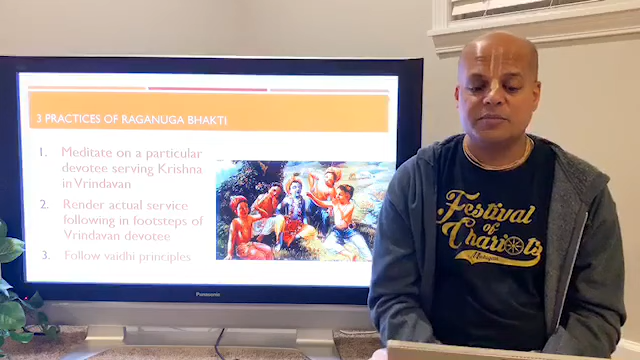 3 PRACTICES OF RAGANUGA BHAKTI
1. Meditate on a particular
devotee serving Krishna
in Vrindavan
2. Render actual service
following in footsteps of
Vrindavan devotee
3. Follow vaidhi principles
Panasonic
Festival
of
Chariots
Michigan